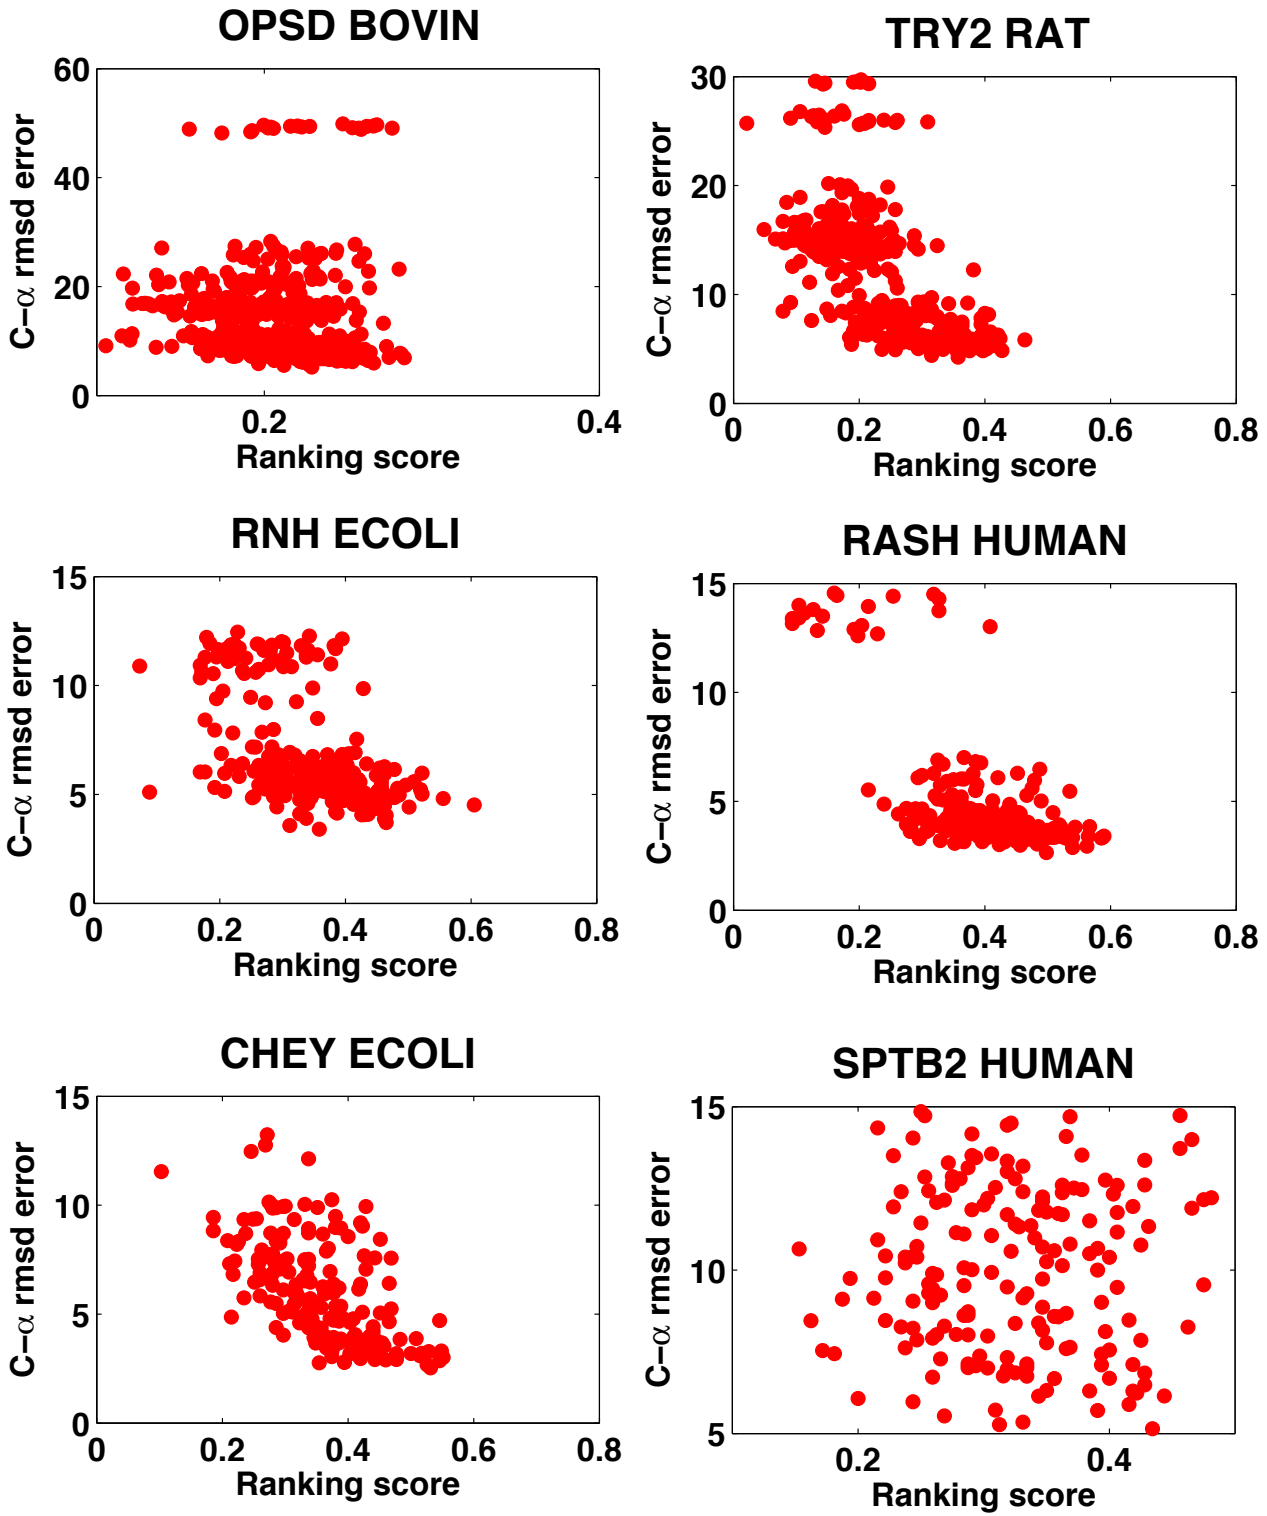 OPSD BOVIN
60
40
20
0
0.2
0.4
C–α rmsd error
Ranking score
TRY2 RAT
30
20
10
0
0
0.2
0.4
0.6
0.8
C–α rmsd error
Ranking score
RNH ECOLI
15
10
5
0
0
0.2
0.4
0.6
0.8
C–α rmsd error
Ranking score
RASH HUMAN
15
10
5
0
0
0.2
0.4
0.6
0.8
C–α rmsd error
Ranking score
CHEY ECOLI
15
10
5
0
0
0.2
0.4
0.6
0.8
C–α rmsd error
Ranking score
SPTB2 HUMAN
15
10
5
0.2
0.4
C–α rmsd error
Ranking score